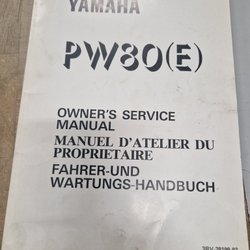 YAMAHA
PW80(E)
OWNER'S SERVICE
MANUAL
MANUEL D'ATELIER DU
PROPRIETAIRE
FAHRER-UND
WARTUNGS-HANDBUCH